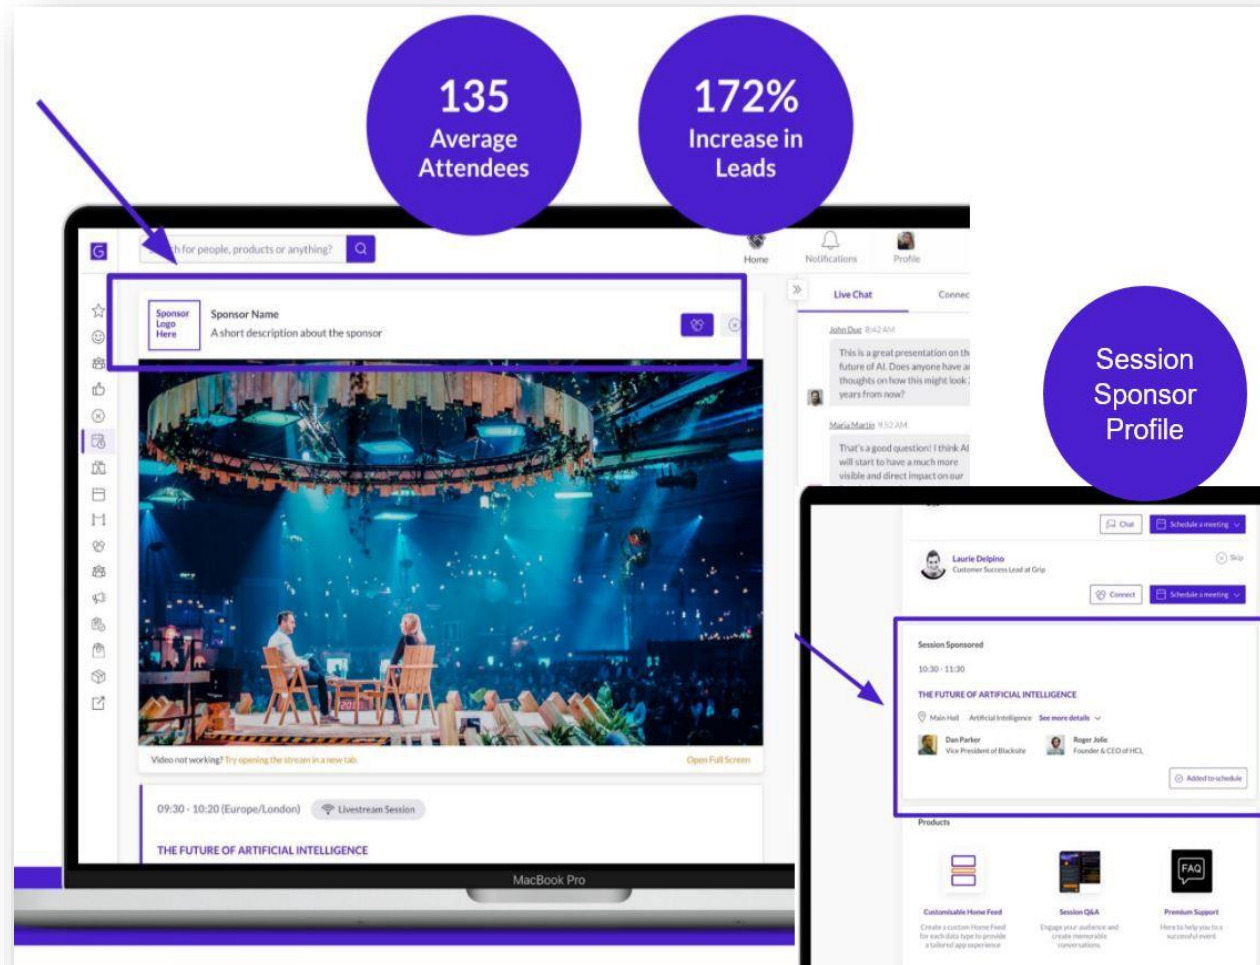 135
Average
Attendees
172%
Increase in
Leads
G
for people, products or anything?
Home
Notifications
Profile
Sponsor
Logo
Here
Sponsor Name
A short description about the sponsor
Live Chat
Connec
John Due 8:42 AM
This is a great presentation on th
future of AI. Does anyone have a
thoughts on how this might look
years from now?
Maria Martin 9:52 AM
That's a good question! I think AI
will start to have a much more
visible and direct impact on our
Video not working? Try opening the stream in a new tab.
Open Full Screen
09:30 - 10:20 (Europe/London)
Livestream Session
THE FUTURE OF ARTIFICIAL INTELLIGENCE
MacBook Pro
Session
Sponsor
Profile
Chat
Schedule a meeting
Laurie Delpino
Customer Success Lead at Grip
Skip
Connect
Schedule a meeting
Session Sponsored
10:30 - 11:30
THE FUTURE OF ARTIFICIAL INTELLIGENCE
Main Hall Artificial Intelligence See more details
Dan Parker
Vice President of Blacksite
Roger Jolie
Founder & CEO of HCL
Added to schedule
Products
FAQ
Customisable Home Feed
Create a custom Home Feed
for each data type to provide
a tailored app experience
Session Q&A
Engage your audience and
create memorable
conversations.
Premium Support
Here to help you to a
successful event